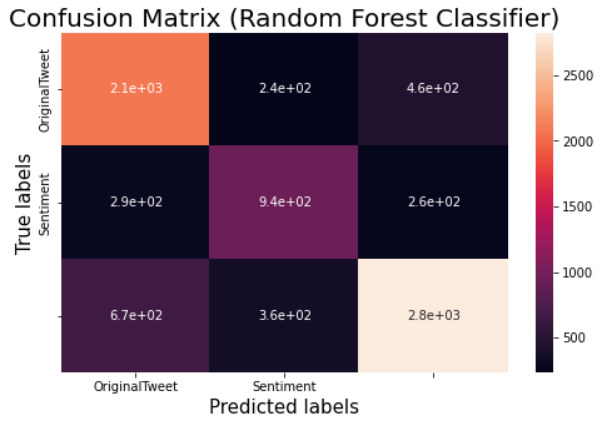 Confusion Matrix (Random Forest Classifier)
True labels
OriginalTweet
Sentiment
2.1e+03 2.4e+02 4.6e+02
2.9e+02 9.4e+02 2.6e+02
6.7e+02 3.6e+02 2.8e+03
OriginalTweet Sentiment
Predicted labels
2500
2000
1500
1000
500